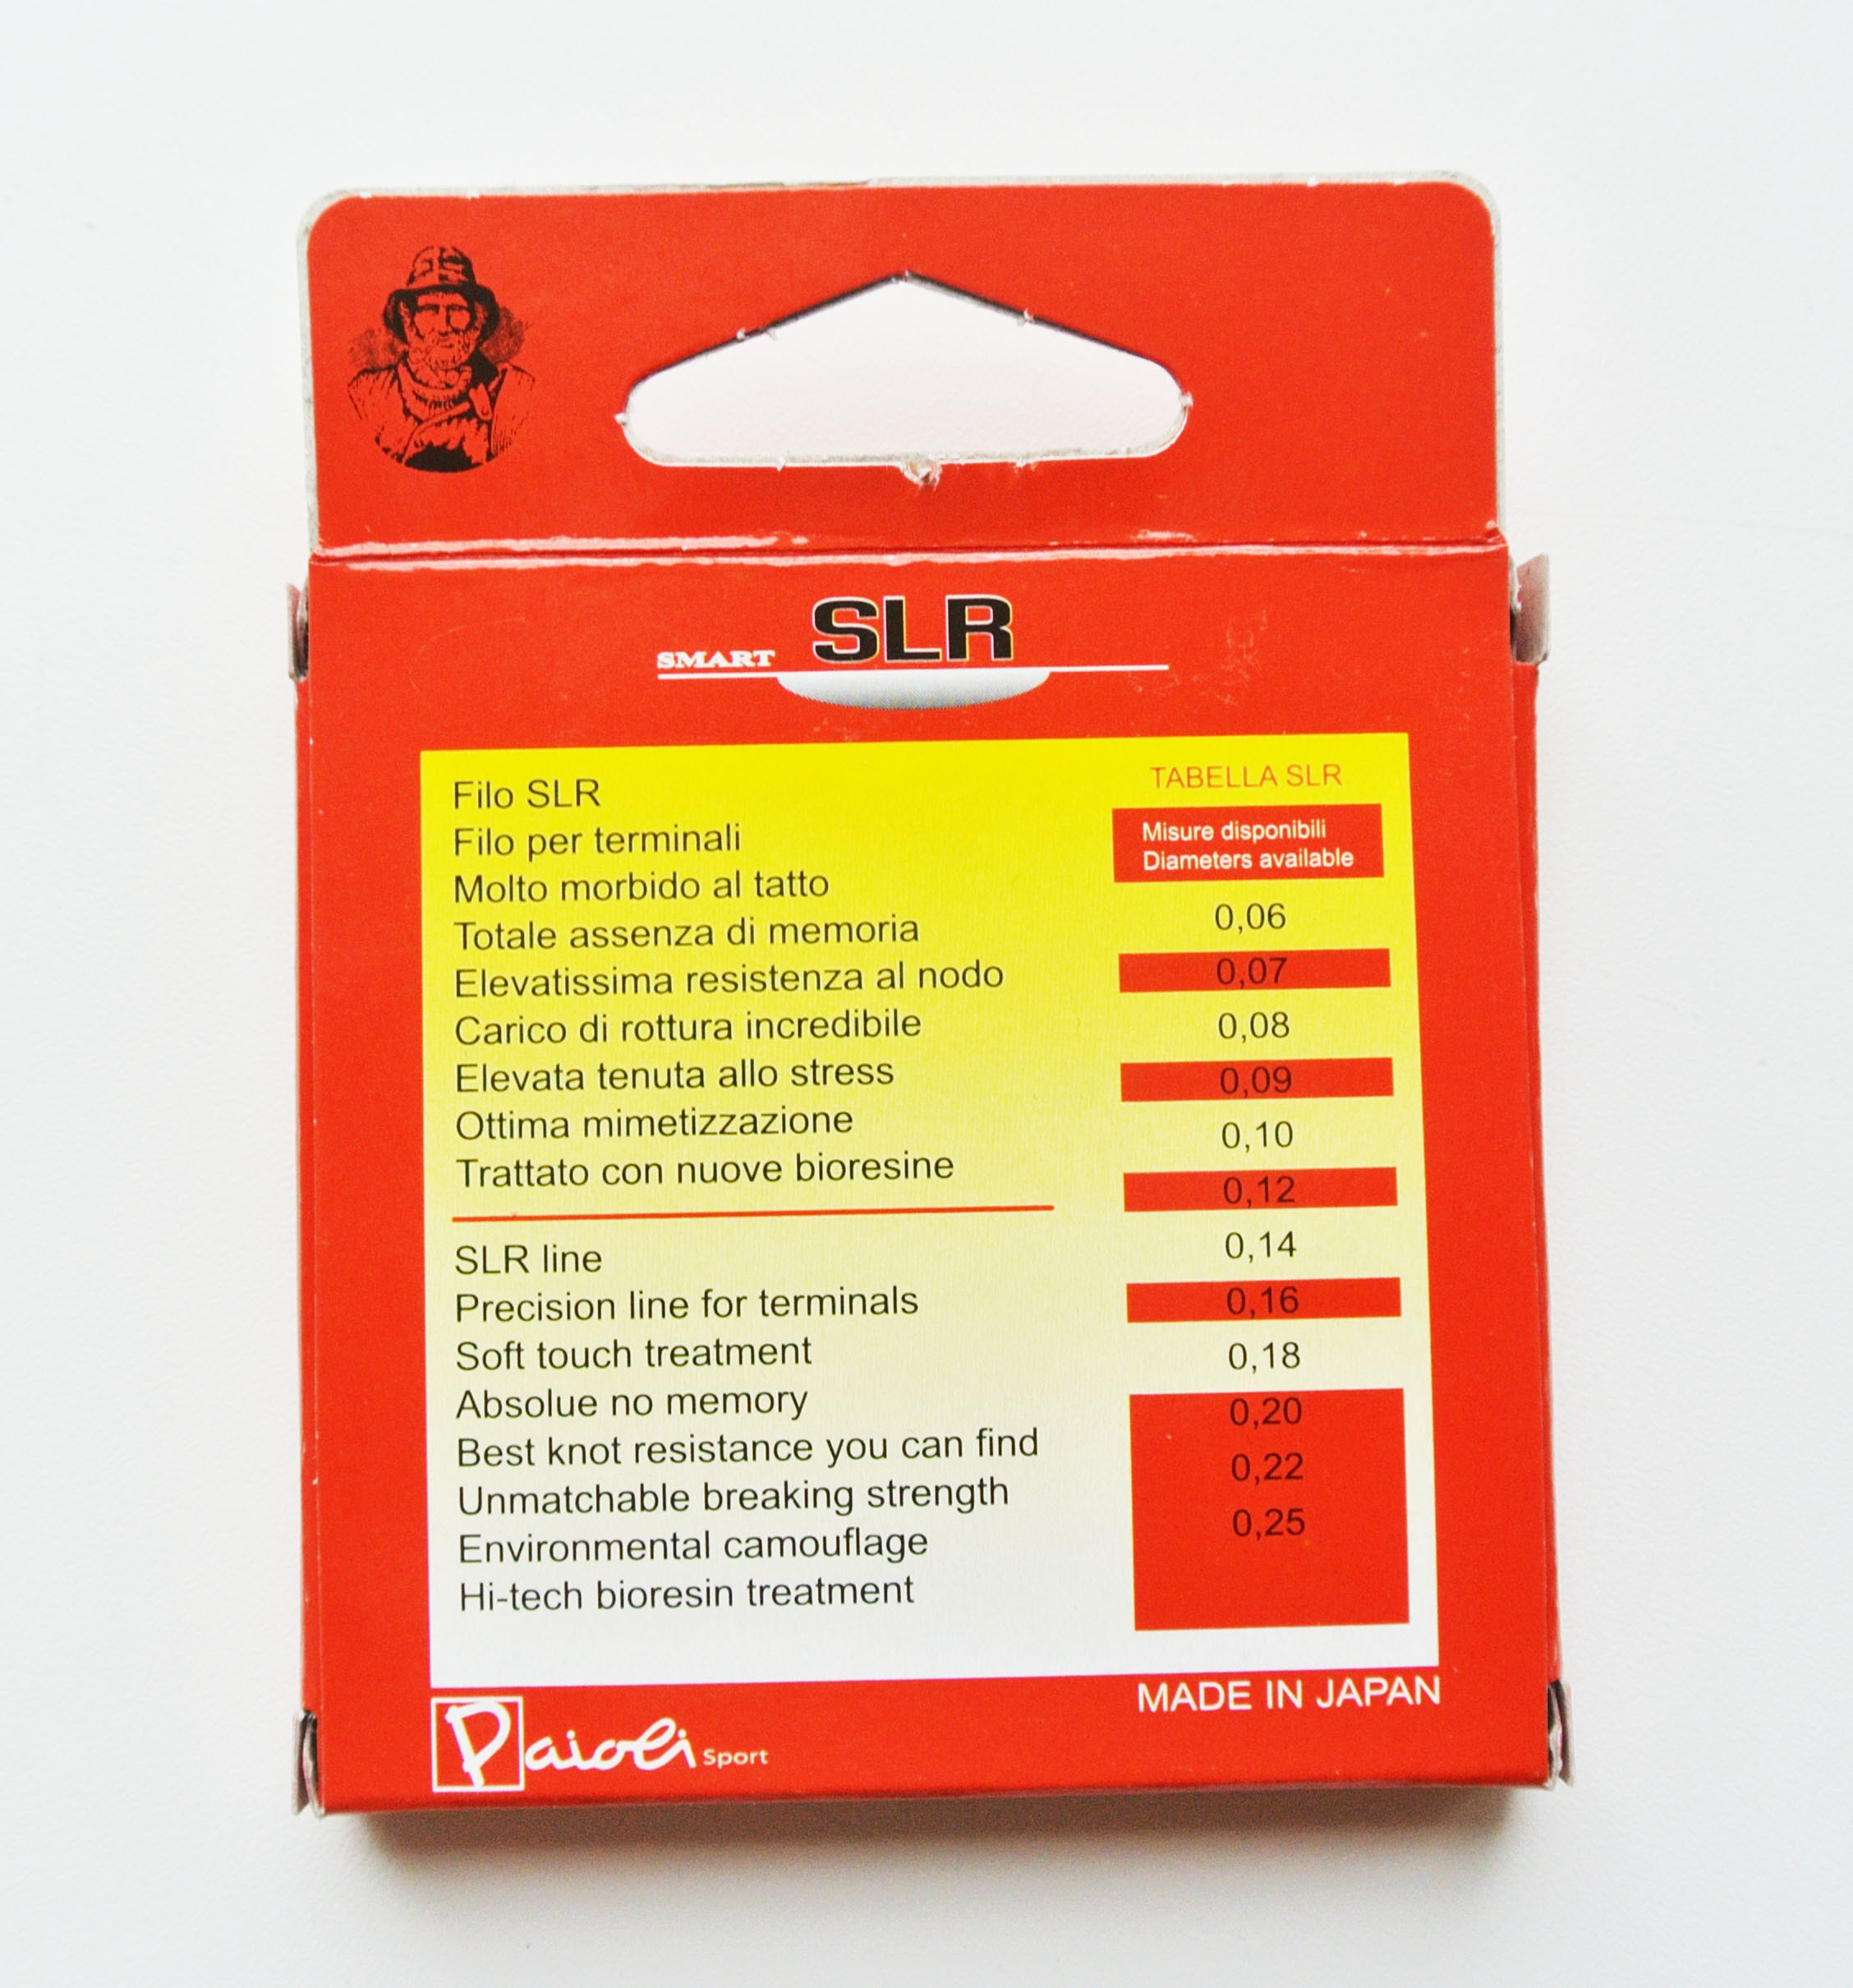 SMART SLR
Filo SLR
Filo per terminali
Molto morbido al tatto
Totale assenza di memoria
Elevatissima resistenza al nodo
Carico di rottura incredibile
Elevata tenuta allo stress
Ottima mimetizzazione
Trattato con nuove bioresine
SLR line
Precision line for terminals
Soft touch treatment
Absolue no memory
Best knot resistance you can find
Unmatchable breaking strength
Environmental camouflage
Hi-tech bioresin treatment
TABELLA SLR
Misure disponibili
Diameters available
0,06
0,07
0,08
0,09
0,10
0,12
0,14
0,16
0,18
0,20
0,22
0,25
MADE IN JAPAN
Paioli Sport